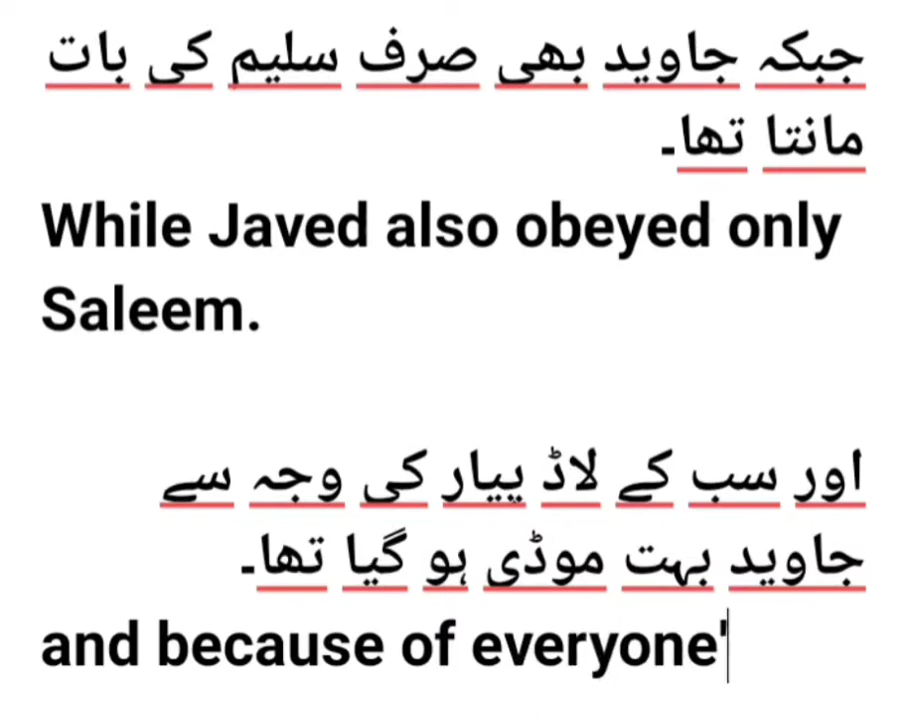 جبکہ جاوید بھی صرف سلیم کی بات
مانتا تھا۔
While Javed also obeyed only
Saleem.
اور سب کے لاڈ پیار کی وجہ سے
جاوید بہت موڈی ہو گیا تھا۔
and because of everyone'